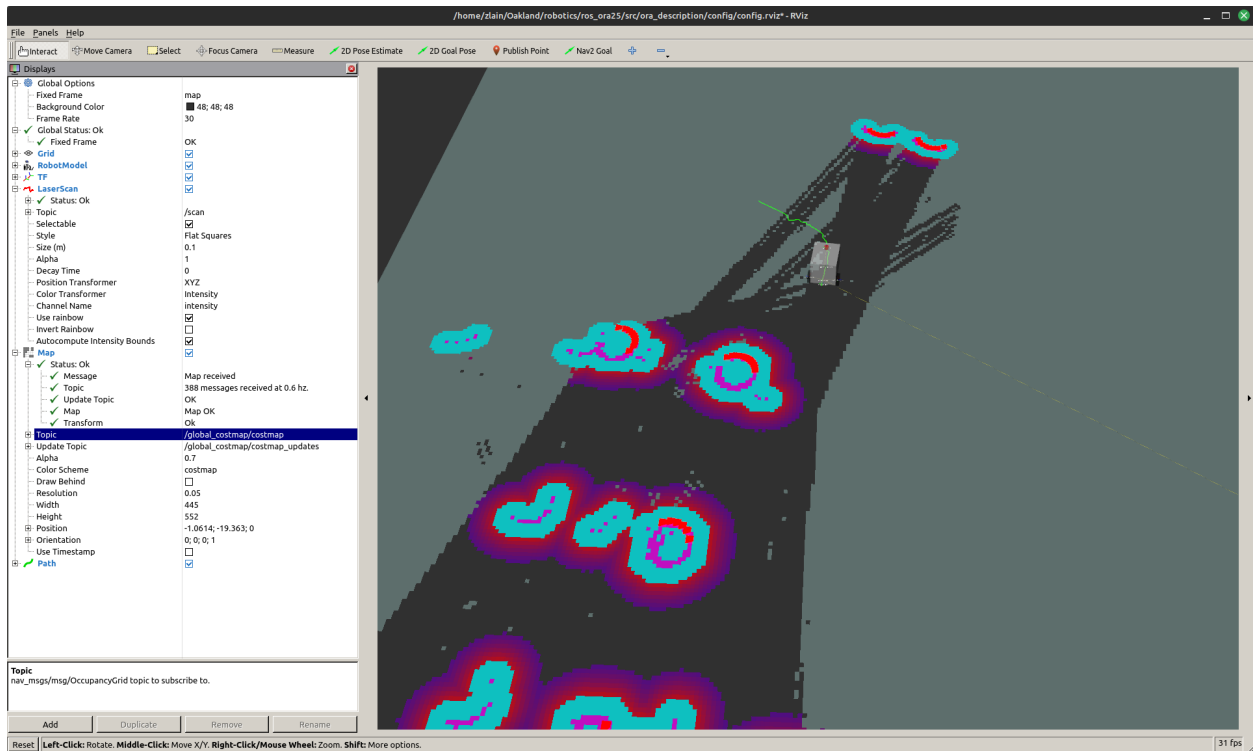 /home/zlain/Oakland/robotics/ros_ora25/src/ora_description/config/config.rviz* - RViz
File Panels Help
Interact Move Camera Select Focus Camera Measure 2D Pose Estimate 2D Goal Pose Publish Point Nav2 Goal
Displays
Global Options
Fixed Frame map
Background Color 48; 48; 48
Frame Rate 30
Global Status: Ok
Fixed Frame OK
Grid
RobotModel
TF
LaserScan
Status: Ok
Topic /scan
Selectable
Style Flat Squares
Size (m) 0.1
Alpha 1
Decay Time 0
Position Transformer XYZ
Color Transformer Intensity
Channel Name intensity
Use rainbow
Invert Rainbow
Autocompute Intensity Bounds
Map
Status: Ok
Message Map received
Topic 388 messages received at 0.6 hz.
Update Topic OK
Map Map OK
Transform Ok
Topic /global_costmap/costmap
Update Topic /global_costmap/costmap_updates
Alpha 0.7
Color Scheme costmap
Draw Behind
Resolution 0.05
Width 445
Height 552
Position -1.0614; -19.363; 0
Orientation 0; 0; 0; 1
Use Timestamp
Path
Topic
nav_msgs/msg/OccupancyGrid topic to subscribe to.
Add Duplicate Remove Rename
Reset Left-Click: Rotate. Middle-Click: Move X/Y. Right-Click/Mouse Wheel: Zoom. Shift: More options. 31 fps